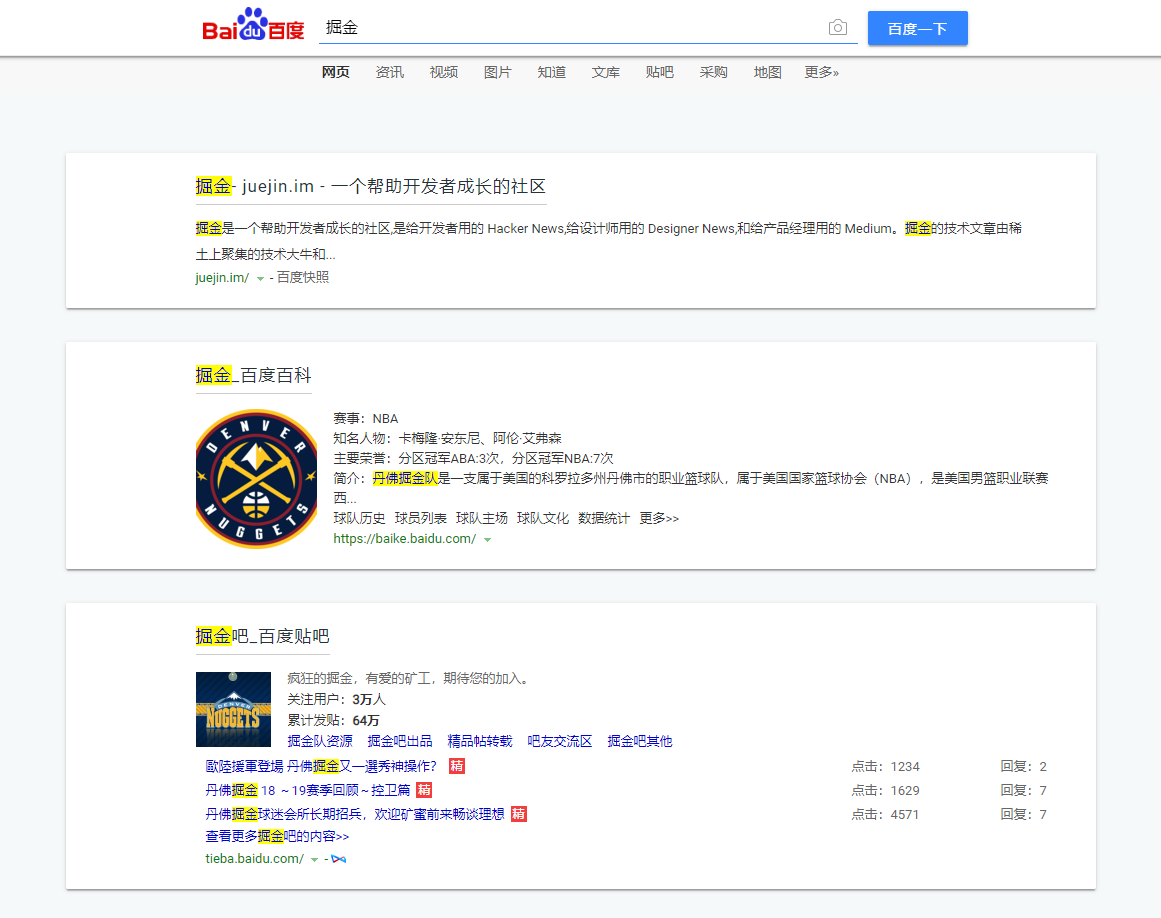 Bai du 百度 掘金 百度一下
网页 资讯 视频 图片 知道 文库 贴吧 采购 地图 更多»
掘金- juejin.im - 一个帮助开发者成长的社区
掘金是一个帮助开发者成长的社区,是给开发者用的 Hacker News,给设计师用的 Designer News,和给产品经理用的 Medium。掘金的技术文章由稀
土上聚集的技术大牛和...
juejin.im/ - 百度快照
掘金_百度百科
DENVER
NUGGETS
赛事：NBA
知名人物：卡梅隆·安东尼、阿伦·艾弗森
主要荣誉：分区冠军ABA:3次，分区冠军NBA:7次
简介：丹佛掘金队是一支属于美国的科罗拉多州丹佛市的职业篮球队，属于美国国家篮球协会（NBA），是美国男篮职业联赛
西...
球队历史 球员列表 球队主场 球队文化 数据统计 更多>>
https://baike.baidu.com/
掘金吧_百度贴吧
DENVER
NUGGETS
疯狂的掘金，有爱的矿工，期待您的加入。
关注用户：3万人
累计发贴：64万
掘金队资源 掘金吧出品 精品帖转载 吧友交流区 掘金吧其他
歐陸援軍登場 丹佛掘金又一選秀神操作？ 精 点击：1234 回复：2
丹佛掘金 18 ～19赛季回顾～控卫篇 精 点击：1629 回复：7
丹佛掘金球迷会所长期招兵，欢迎矿蜜前来畅谈理想 精 点击：4571 回复：7
查看更多掘金吧的内容>>
tieba.baidu.com/ -